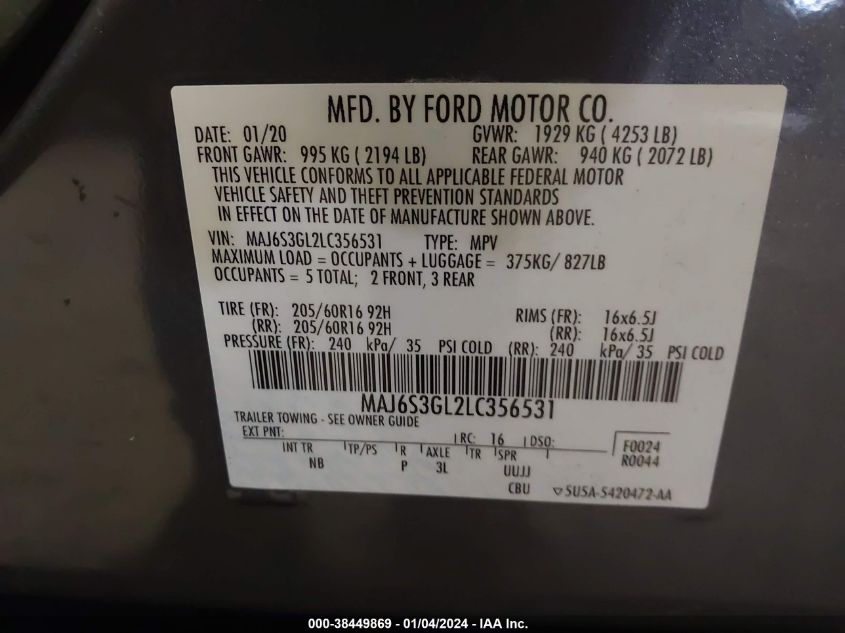 MFD. BY FORD MOTOR CO.
DATE: 01/20 GVWR: 1929 KG ( 4253 LB)
FRONT GAWR: 995 KG ( 2194 LB) REAR GAWR: 940 KG ( 2072 LB)
THIS VEHICLE CONFORMS TO ALL APPLICABLE FEDERAL MOTOR
VEHICLE SAFETY AND THEFT PREVENTION STANDARDS
IN EFFECT ON THE DATE OF MANUFACTURE SHOWN ABOVE.
VIN: MAJ6S3GL2LC356531 TYPE: MPV
MAXIMUM LOAD = OCCUPANTS + LUGGAGE = 375KG/ 827LB
OCCUPANTS = 5 TOTAL; 2 FRONT, 3 REAR
TIRE (FR): 205/60R16 92H RIMS (FR): 16x6.5J
(RR): 205/60R16 92H (RR): 16x6.5J
PRESSURE (FR): 240 kPa/ 35 PSI COLD (RR): 240 kPa/ 35 PSI COLD
MAJ6S3GL2LC356531
TRAILER TOWING - SEE OWNER GUIDE
EXT PNT: RC: 16 DSO: F0024
INT TR TP/PS R AXLE TR SPR R0044
NB P 3L UUJJ
CBU SU5A-5420472-AA
000-38449869 - 01/04/2024 - IAA Inc.